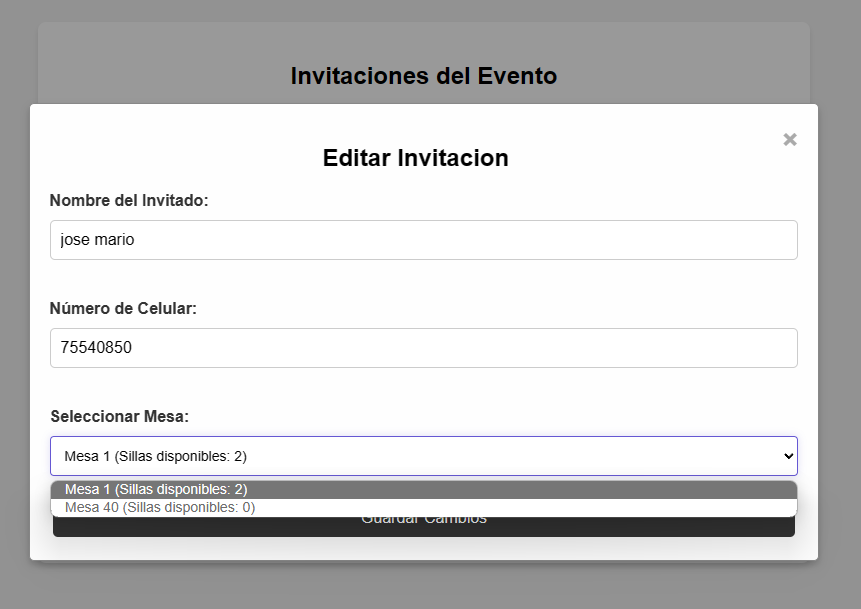 Invitaciones del Evento
×
Editar Invitacion
Nombre del Invitado:
jose mario
Número de Celular:
75540850
Seleccionar Mesa:
Mesa 1 (Sillas disponibles: 2)
Mesa 1 (Sillas disponibles: 2)
Mesa 40 (Sillas disponibles: 0)
Guardar Cambios